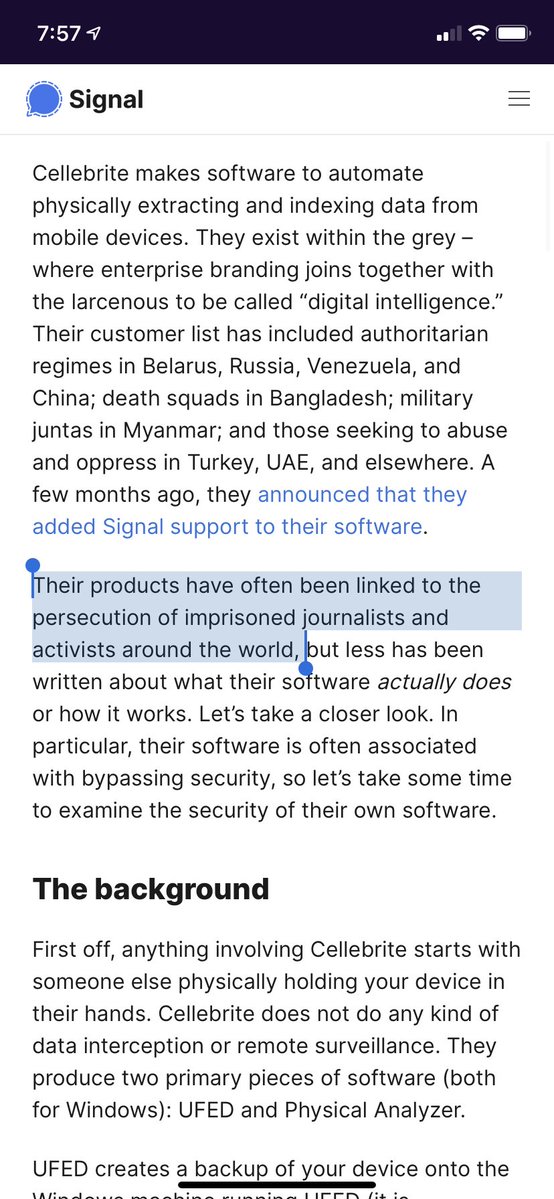 7:57
Signal
Cellebrite makes software to automate
physically extracting and indexing data from
mobile devices. They exist within the grey –
where enterprise branding joins together with
the larcenous to be called “digital intelligence.”
Their customer list has included authoritarian
regimes in Belarus, Russia, Venezuela, and
China; death squads in Bangladesh; military
juntas in Myanmar; and those seeking to abuse
and oppress in Turkey, UAE, and elsewhere. A
few months ago, they announced that they
added Signal support to their software.
Their products have often been linked to the
persecution of imprisoned journalists and
activists around the world, but less has been
written about what their software actually does
or how it works. Let’s take a closer look. In
particular, their software is often associated
with bypassing security, so let’s take some time
to examine the security of their own software.
The background
First off, anything involving Cellebrite starts with
someone else physically holding your device in
their hands. Cellebrite does not do any kind of
data interception or remote surveillance. They
produce two primary pieces of software (both
for Windows): UFED and Physical Analyzer.
UFED creates a backup of your device onto the
Windows machine running UFED (it is